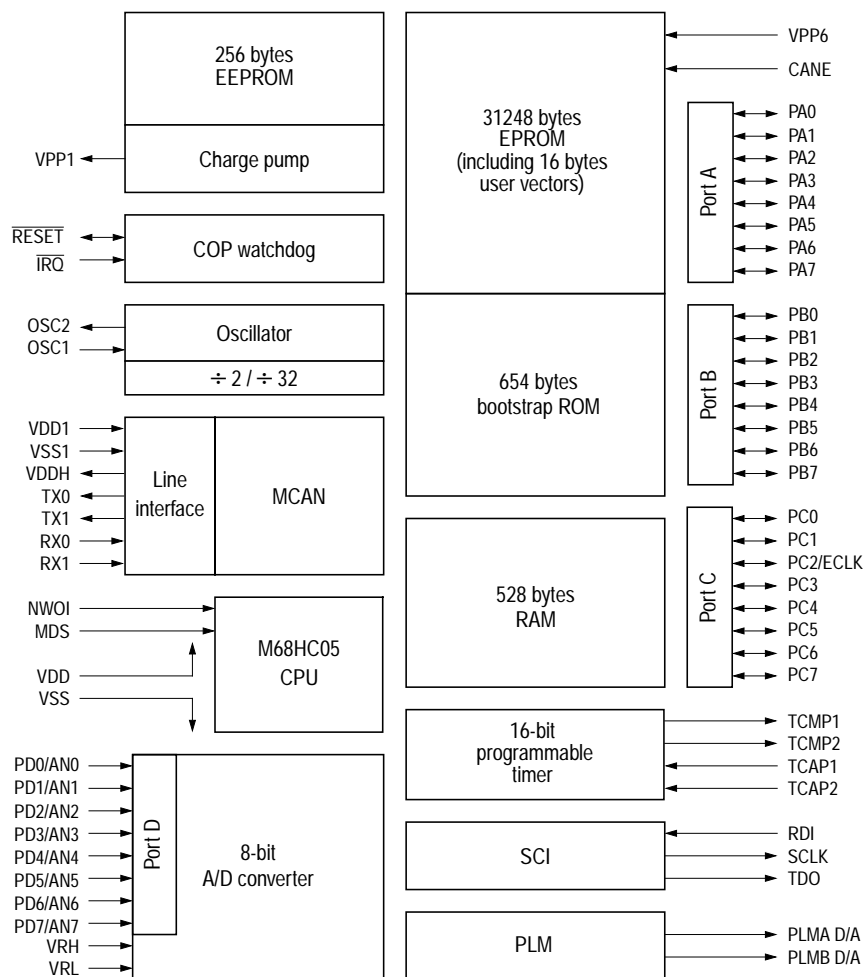 256 bytes
EEPROM
Charge pump
VPP1
RESET
IRQ
COP watchdog
OSC2
OSC1
Oscillator
÷ 2 / ÷ 32
VDD1
VSS1
VDDH
TX0
TX1
RX0
RX1
Line
interface
MCAN
NWOI
MDS
VDD
VSS
M68HC05
CPU
PD0/AN0
PD1/AN1
PD2/AN2
PD3/AN3
PD4/AN4
PD5/AN5
PD6/AN6
PD7/AN7
VRH
VRL
Port D
8-bit
A/D converter
31248 bytes
EPROM
(including 16 bytes
user vectors)
654 bytes
bootstrap ROM
528 bytes
RAM
16-bit
programmable
timer
SCI
PLM
VPP6
CANE
Port A
PA0
PA1
PA2
PA3
PA4
PA5
PA6
PA7
Port B
PB0
PB1
PB2
PB3
PB4
PB5
PB6
PB7
Port C
PC0
PC1
PC2/ECLK
PC3
PC4
PC5
PC6
PC7
TCMP1
TCMP2
TCAP1
TCAP2
RDI
SCLK
TDO
PLMA D/A
PLMB D/A